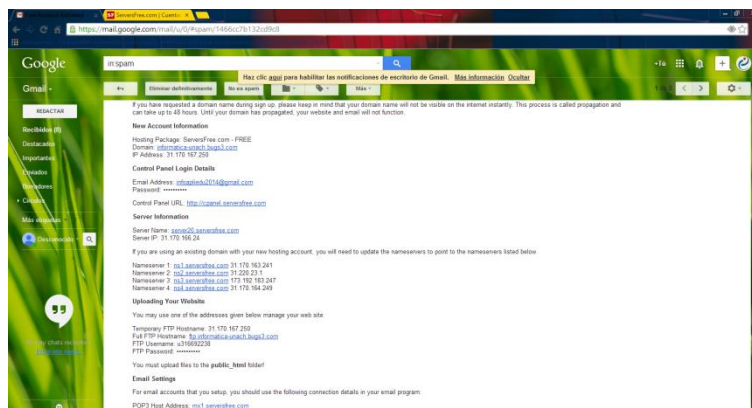 ServersFree.com | Cuent
https://mail.google.com/mail/u/0/#spam/1466cc7b132cd9c8
Google
in:spam
+Tú
Haz clic aquí para habilitar las notificaciones de escritorio de Gmail. Más información Ocultar
Gmail
Eliminar definitivamente
No es spam
Más
REDACTAR
Recibidos (8)
Destacados
Importantes
Enviados
Borradores
Círculos
Más etiquetas
Desconocido
If you have requested a domain name during sign up, please keep in mind that your domain name will not be visible on the internet instantly. This process is called propagation and
can take up to 48 hours. Until your domain has propagated, your website and email will not function.
New Account Information
Hosting Package: ServersFree.com - FREE
Domain: informatica-unach.bugs3.com
IP Address: 31.170.167.250
Control Panel Login Details
Email Address: infoapliedu2014@gmail.com
Password: ••••••••••
Control Panel URL: http://cpanel.serversfree.com
Server Information
Server Name: server20.serversfree.com
Server IP: 31.170.166.24
If you are using an existing domain with your new hosting account, you will need to update the nameservers to point to the nameservers listed below.
Nameserver 1: ns1.serversfree.com 31.170.163.241
Nameserver 2: ns2.serversfree.com 31.220.23.1
Nameserver 3: ns3.serversfree.com 173.192.183.247
Nameserver 4: ns4.serversfree.com 31.170.164.249
Uploading Your Website
You may use one of the addresses given below manage your web site:
Temporary FTP Hostname: 31.170.167.250
Full FTP Hostname: ftp.informatica-unach.bugs3.com
FTP Username: u316692238
FTP Password: ••••••••••
You must upload files to the public_html folder!
Email Settings
For email accounts that you setup, you should use the following connection details in your email program:
POP3 Host Address: mx1.serversfree.com